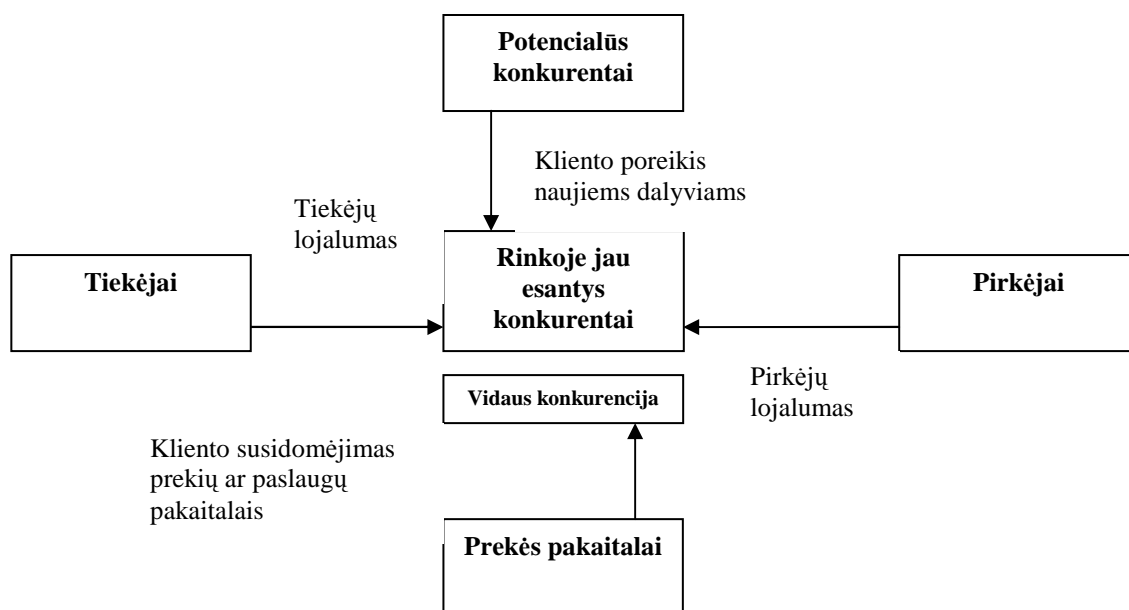 Potencialūs
konkurentai
Kliento poreikis
naujiems dalyviams
Tiekėjų
lojalumas
Tiekėjai
Rinkoje jau
esantys
konkurentai
Pirkėjai
Vidaus konkurencija
Pirkėjų
lojalumas
Kliento susidomėjimas
prekių ar paslaugų
pakaitalais
Prekės pakaitalai